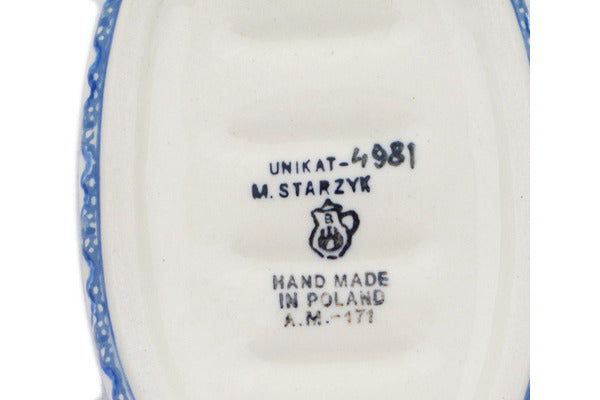 UNIKAT-4981
M. STARZYK
B
HAND MADE
IN POLAND
A.M.-171